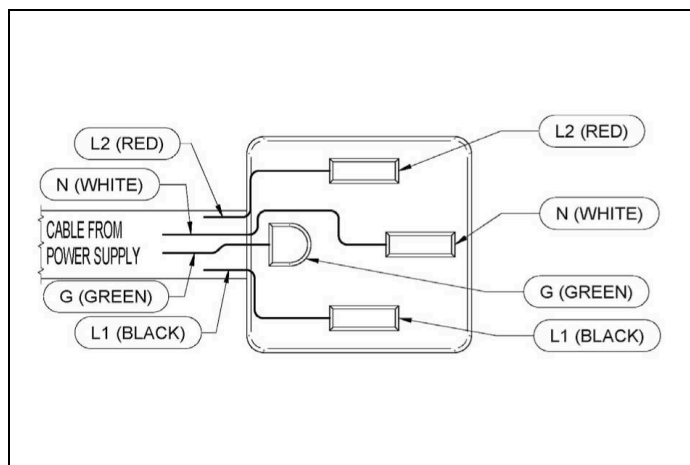 L2 (RED)
N (WHITE)
CABLE FROM
POWER SUPPLY
G (GREEN)
L1 (BLACK)
L2 (RED)
N (WHITE)
G (GREEN)
L1 (BLACK)